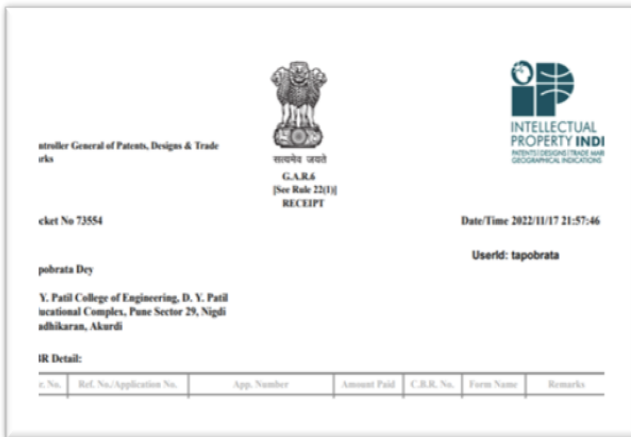 INTELLECTUAL
PROPERTY INDI
PATENTS|DESIGNS|TRADE MAR
GEOGRAPHICAL INDICATIONS
ntroller General of Patents, Designs & Trade
rks
सत्यमेव जयते
G.A.R.6
[See Rule 22(1)]
RECEIPT
cket No 73554
Date/Time 2022/11/17 21:57:46
UserId: tapobrata
pobrata Dey
Y. Patil College of Engineering, D. Y. Patil
ucational Complex, Pune Sector 29, Nigdi
adhikaran, Akurdi
BR Detail:
r. No. Ref. No./Application No. App. Number Amount Paid C.B.R. No. Form Name Remarks